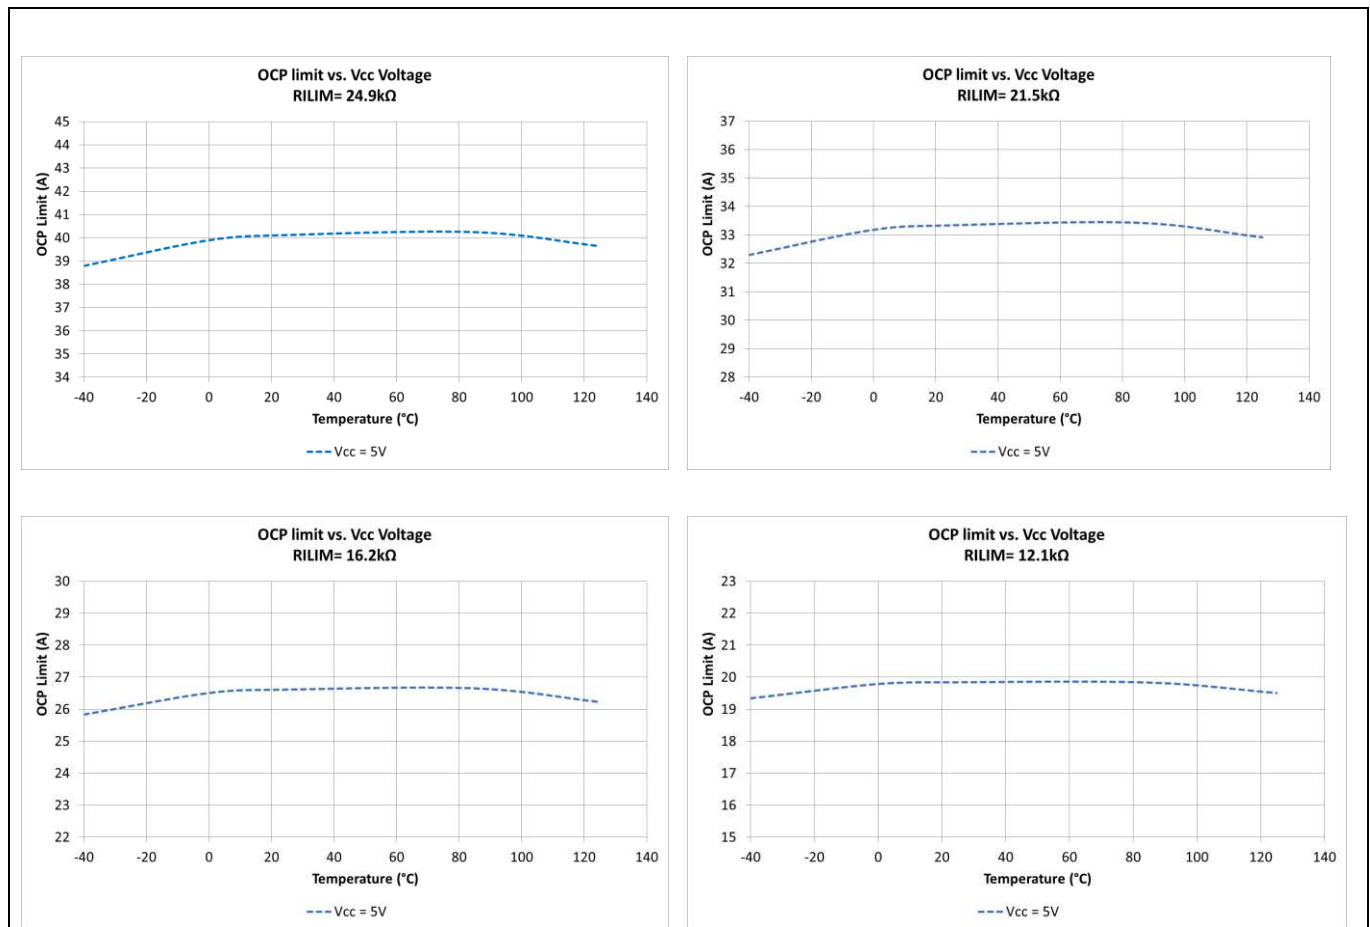 OCP limit vs. Vcc Voltage
RILIM= 24.9kΩ
45
44
43
42
41
40
39
38
37
36
35
34
OCP Limit (A)
-40 -20 0 20 40 60 80 100 120 140
Temperature (°C)
Vcc = 5V
OCP limit vs. Vcc Voltage
RILIM= 21.5kΩ
37
36
35
34
33
32
31
30
29
28
OCP Limit (A)
-40 -20 0 20 40 60 80 100 120 140
Temperature (°C)
Vcc = 5V
OCP limit vs. Vcc Voltage
RILIM= 16.2kΩ
30
29
28
27
26
25
24
23
22
OCP Limit (A)
-40 -20 0 20 40 60 80 100 120 140
Temperature (°C)
Vcc = 5V
OCP limit vs. Vcc Voltage
RILIM= 12.1kΩ
23
22
21
20
19
18
17
16
15
OCP Limit (A)
-40 -20 0 20 40 60 80 100 120 140
Temperature (°C)
Vcc = 5V